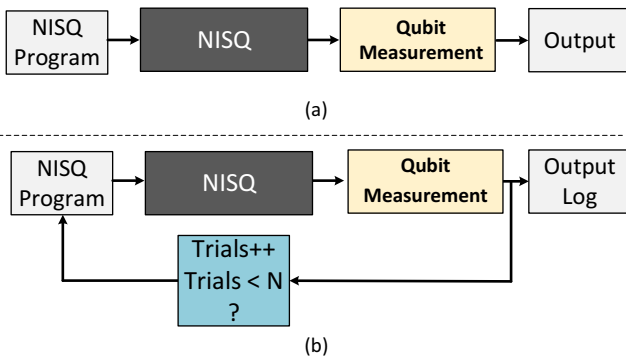 NISQ
Program
NISQ
Qubit
Measurement
Output
(a)
NISQ
Program
NISQ
Qubit
Measurement
Output
Log
Trials++
Trials < N
?
(b)